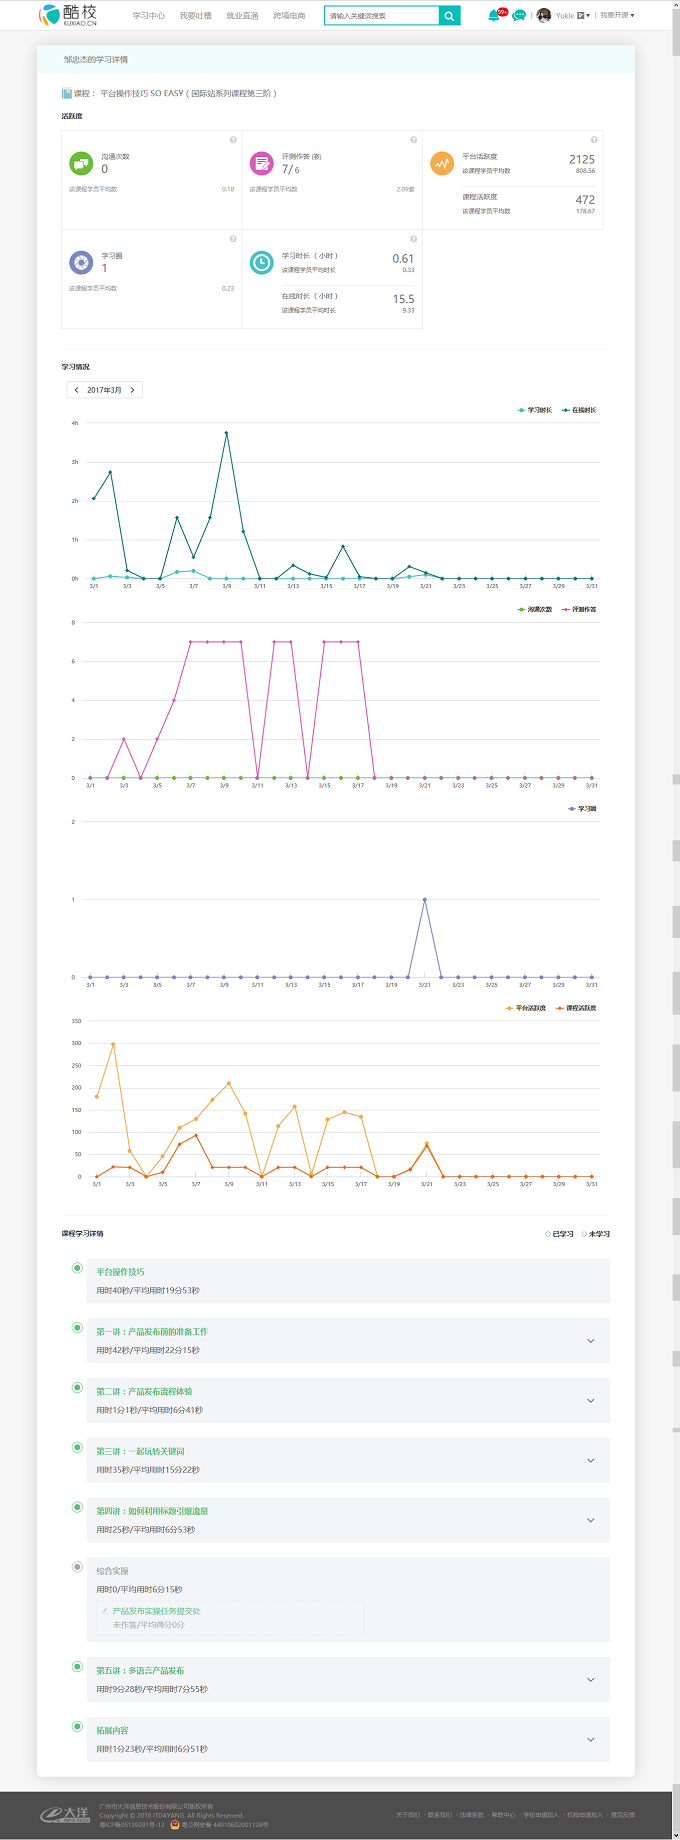 酷校
KUXIAO.CN
学习中心 我要吐槽 就业直通 跨境电商
请输入关键词搜索
99+
Yukie
我要开课
邹忠杰的学习详情
课程： 平台操作技巧 SO EASY ( 国际站系列课程第三阶 )
活跃度
沟通次数
0
该课程学员平均数 0.18
评测作答 (套)
7/ 6
该课程学员平均数 2.09套
平台活跃度 2125
该课程学员平均数 808.56
课程活跃度 472
该课程学员平均数 178.67
学习圈
1
该课程学员平均数 0.23
学习时长（小时） 0.61
该课程学员平均时长 0.33
在线时长（小时） 15.5
该课程学员平均时长 9.33
学习情况
2017年3月
学习时长 在线时长
4h
3h
2h
1h
0h
3/1 3/3 3/5 3/7 3/9 3/11 3/13 3/15 3/17 3/19 3/21 3/23 3/25 3/27 3/29 3/31
沟通次数 评测作答
8
6
4
2
0
3/1 3/3 3/5 3/7 3/9 3/11 3/13 3/15 3/17 3/19 3/21 3/23 3/25 3/27 3/29 3/31
学习圈
2
1
0
3/1 3/3 3/5 3/7 3/9 3/11 3/13 3/15 3/17 3/19 3/21 3/23 3/25 3/27 3/29 3/31
平台活跃度 课程活跃度
350
300
250
200
150
100
50
0
3/1 3/3 3/5 3/7 3/9 3/11 3/13 3/15 3/17 3/19 3/21 3/23 3/25 3/27 3/29 3/31
课程学习详情
已学习 未学习
平台操作技巧
用时40秒/平均用时19分53秒
第一讲：产品发布前的准备工作
用时42秒/平均用时22分15秒
第二讲：产品发布流程体验
用时1分1秒/平均用时6分41秒
第三讲：一起玩转关键词
用时35秒/平均用时15分22秒
第四讲：如何利用标题引爆流量
用时25秒/平均用时6分53秒
综合实操
用时0/平均用时6分15秒
产品发布实操任务提交处
未作答/平均得分0分
第五讲：多语言产品发布
用时9分28秒/平均用时7分55秒
拓展内容
用时1分23秒/平均用时6分51秒
大洋
广州市大洋信息技术股份有限公司版权所有
Copyright © 2016 ITDAYANG. All Rights Reserved.
粤ICP备05139291号-12 粤公网安备 44010602001128号
关于我们 · 联系我们 · 法律条款 · 帮助中心 · 学校申请加入 · 机构申请加入 · 意见反馈